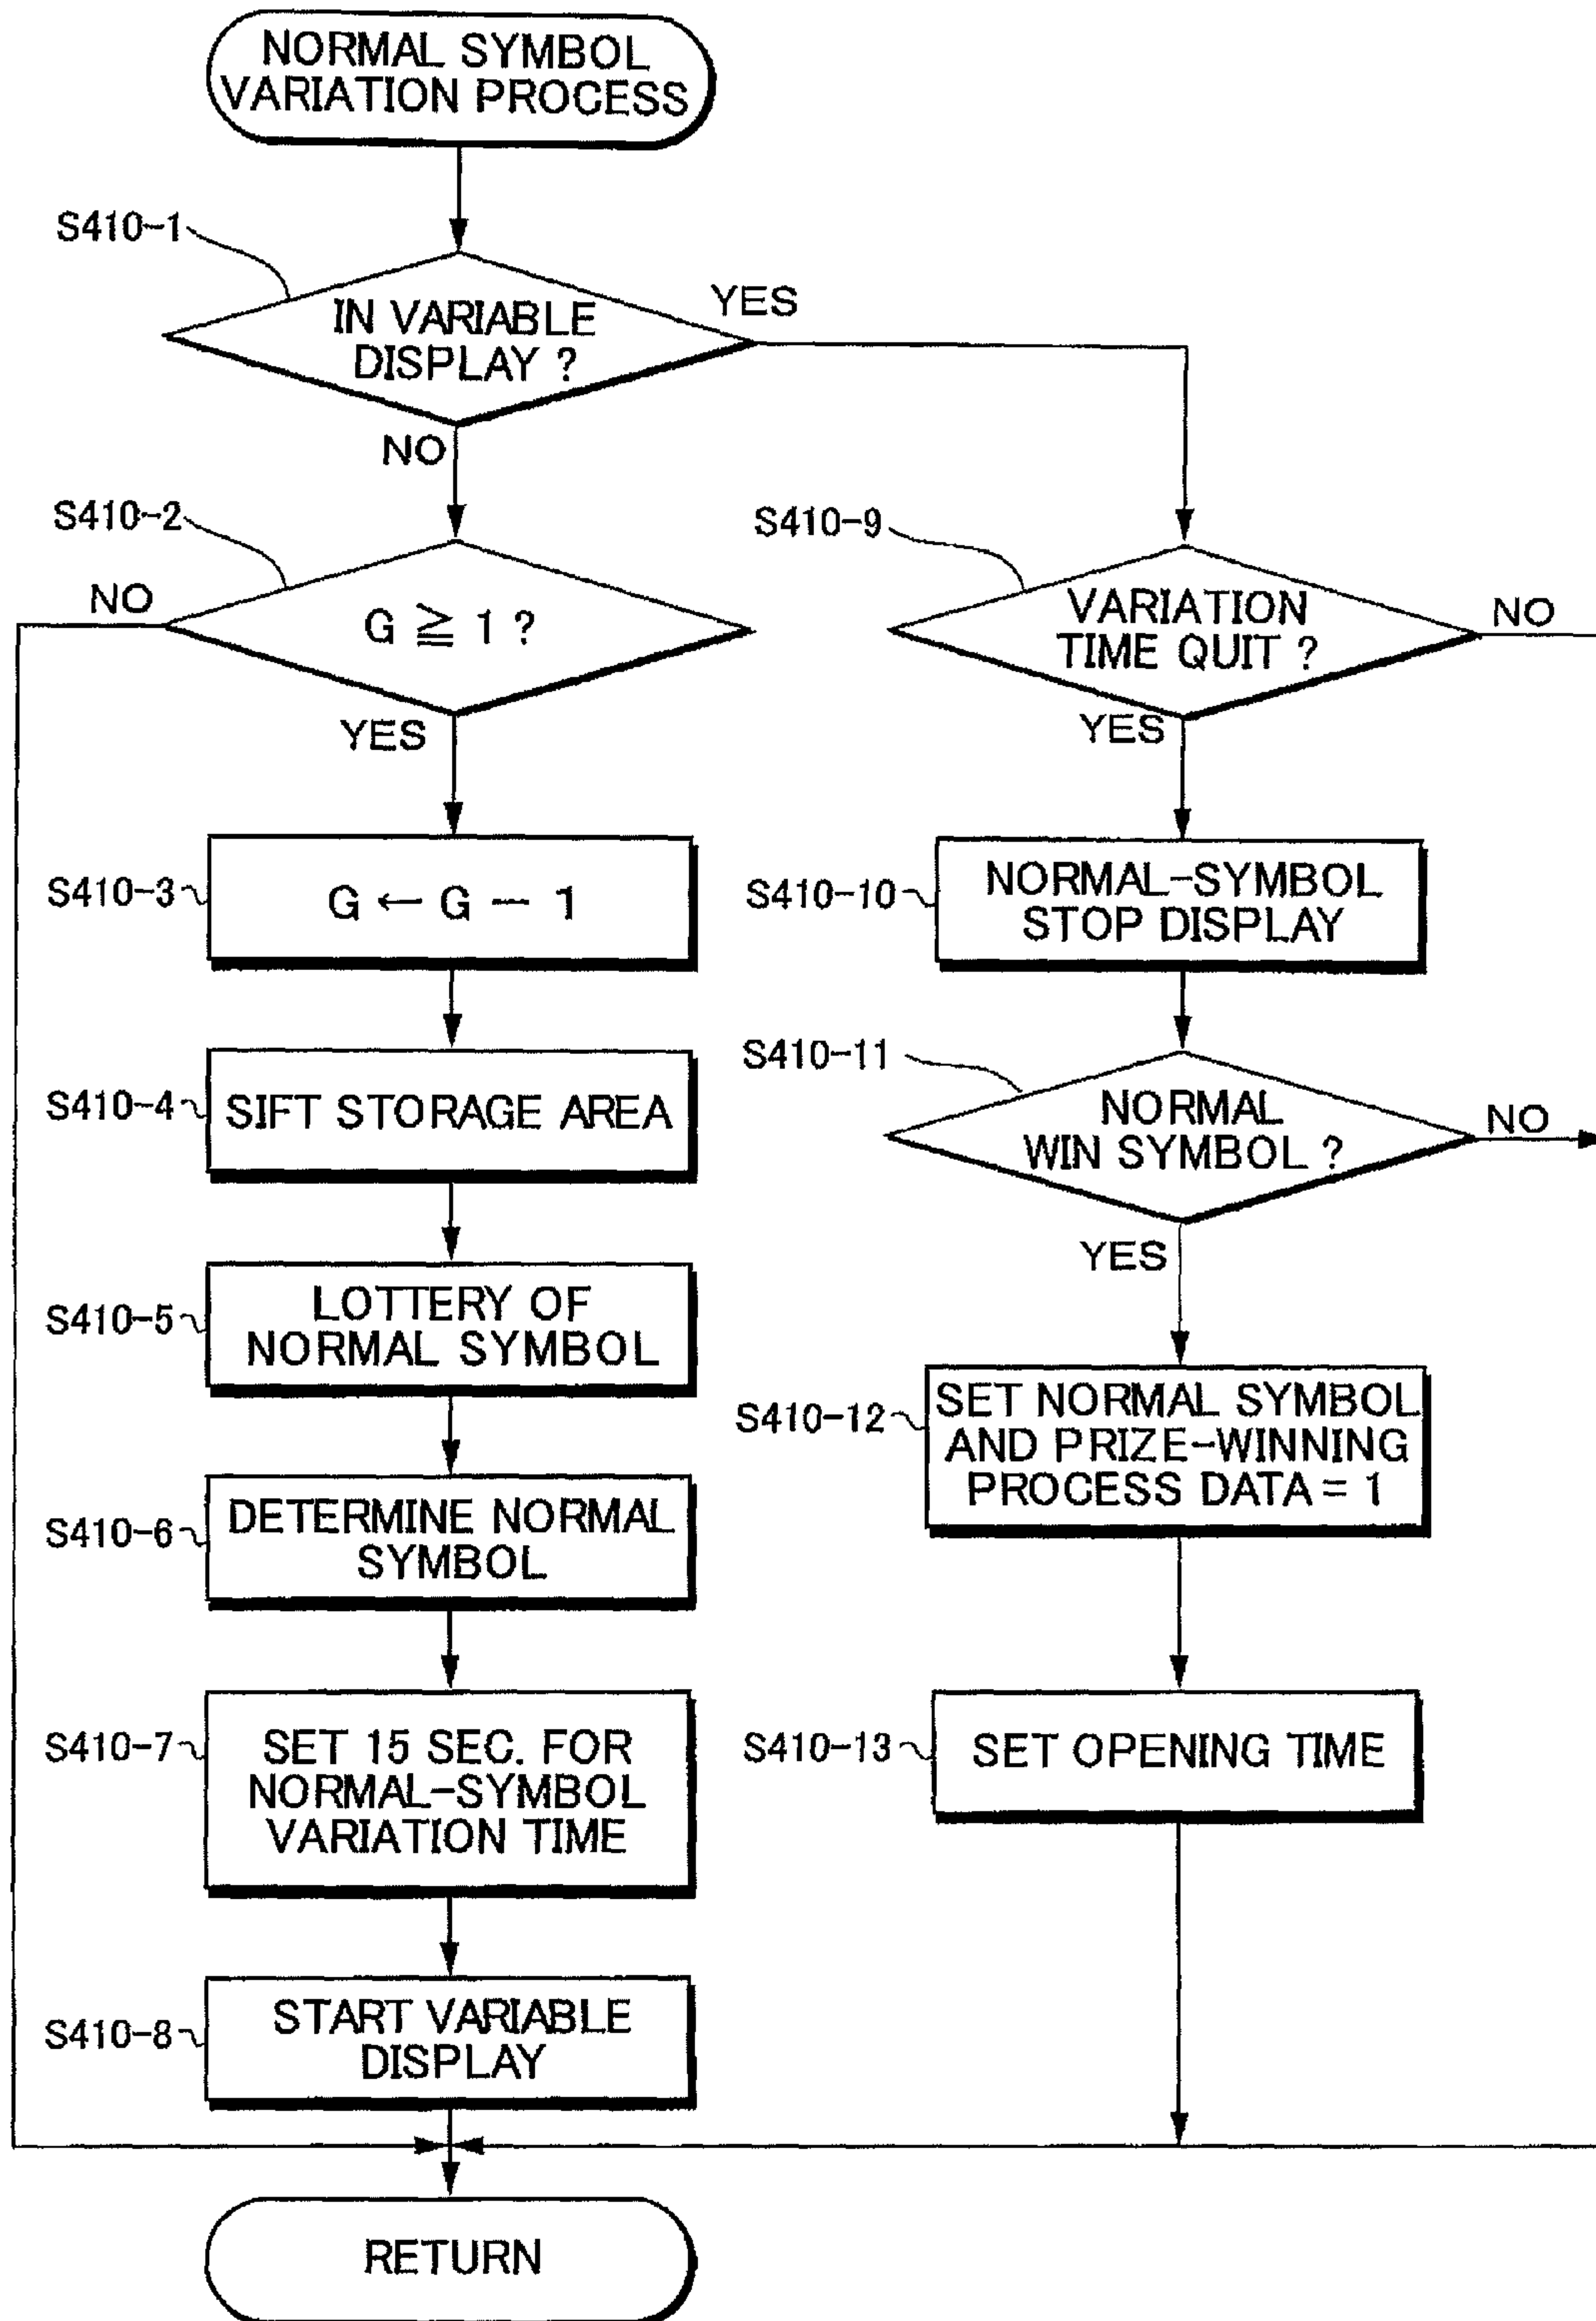 NORMAL SYMBOL
VARIATION PROCESS
S410-1
IN VARIABLE
DISPLAY ?
YES
NO
S410-2
NO
G ≧ 1 ?
YES
S410-3
G ← G − 1
S410-4
SIFT STORAGE AREA
S410-5
LOTTERY OF
NORMAL SYMBOL
S410-6
DETERMINE NORMAL
SYMBOL
S410-7
SET 15 SEC. FOR
NORMAL-SYMBOL
VARIATION TIME
S410-8
START VARIABLE
DISPLAY
S410-9
VARIATION
TIME QUIT ?
NO
YES
S410-10
NORMAL-SYMBOL
STOP DISPLAY
S410-11
NORMAL
WIN SYMBOL ?
NO
YES
S410-12
SET NORMAL SYMBOL
AND PRIZE-WINNING
PROCESS DATA = 1
S410-13
SET OPENING TIME
RETURN